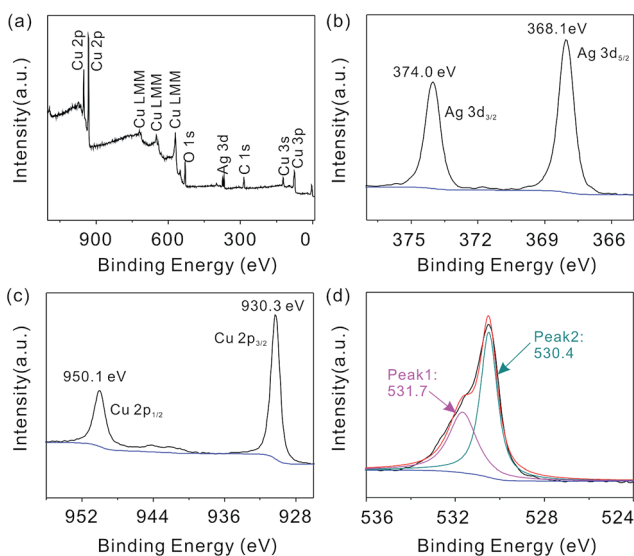 (a)
Cu 2p
Cu 2p
Cu LMM
Cu LMM
Cu LMM
O 1s
Ag 3d
C 1s
Cu 3s
Cu 3p
Intensity(a.u.)
900
600
300
0
Binding Energy (eV)
(b)
368.1eV
Ag 3d5/2
374.0 eV
Ag 3d3/2
Intensity(a.u.)
375
372
369
366
Binding Energy (eV)
(c)
930.3 eV
Cu 2p3/2
950.1 eV
Cu 2p1/2
Intensity(a.u.)
952
944
936
928
Binding Energy (eV)
(d)
Peak2:
530.4
Peak1:
531.7
Intensity(a.u.)
536
532
528
524
Binding Energy (eV)